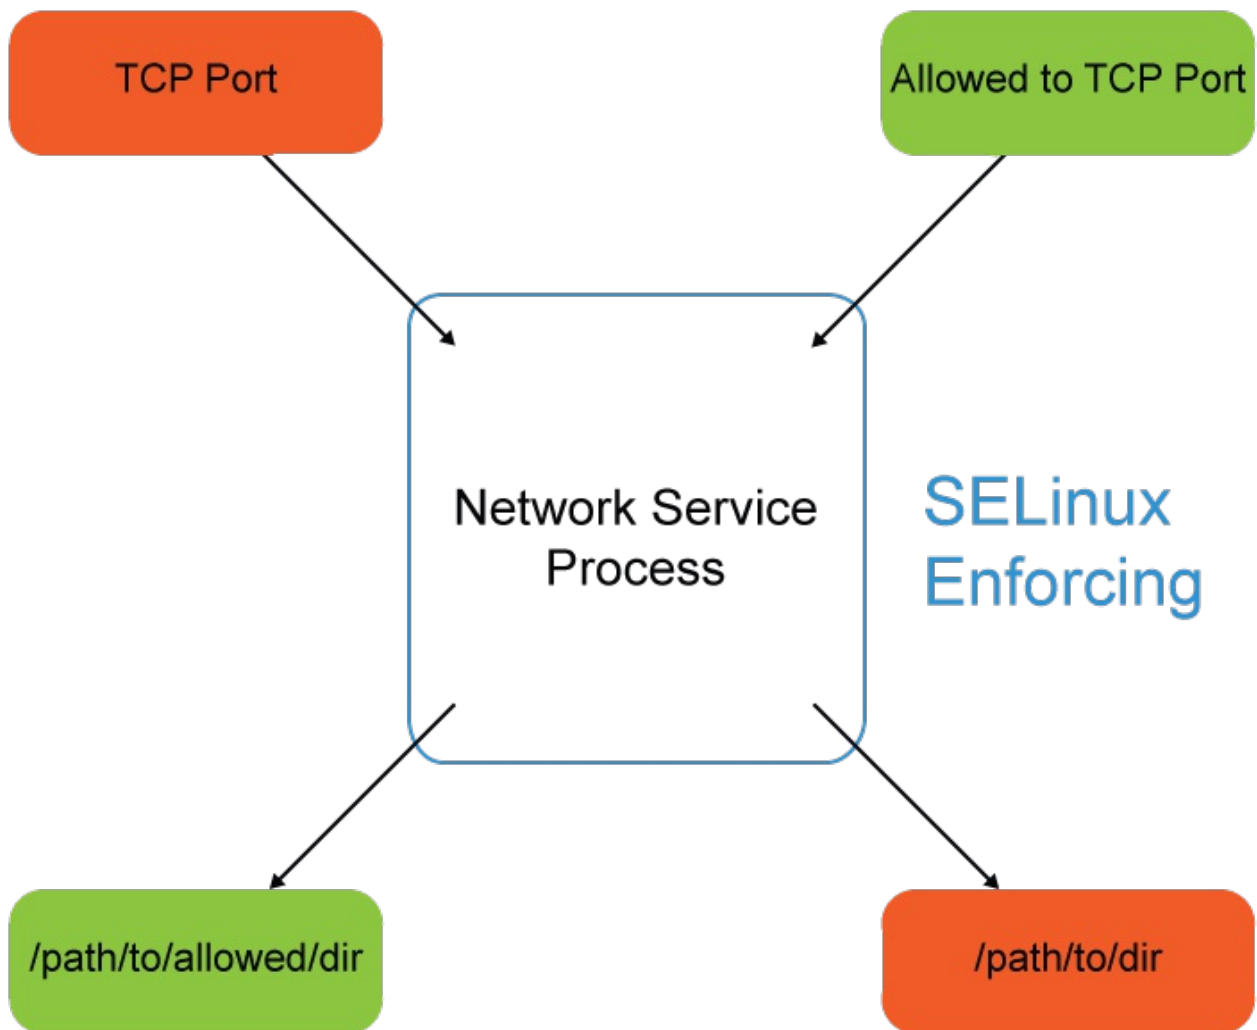 TCP Port
Allowed to TCP Port
Network Service
Process
SELinux
Enforcing
/path/to/allowed/dir
/path/to/dir